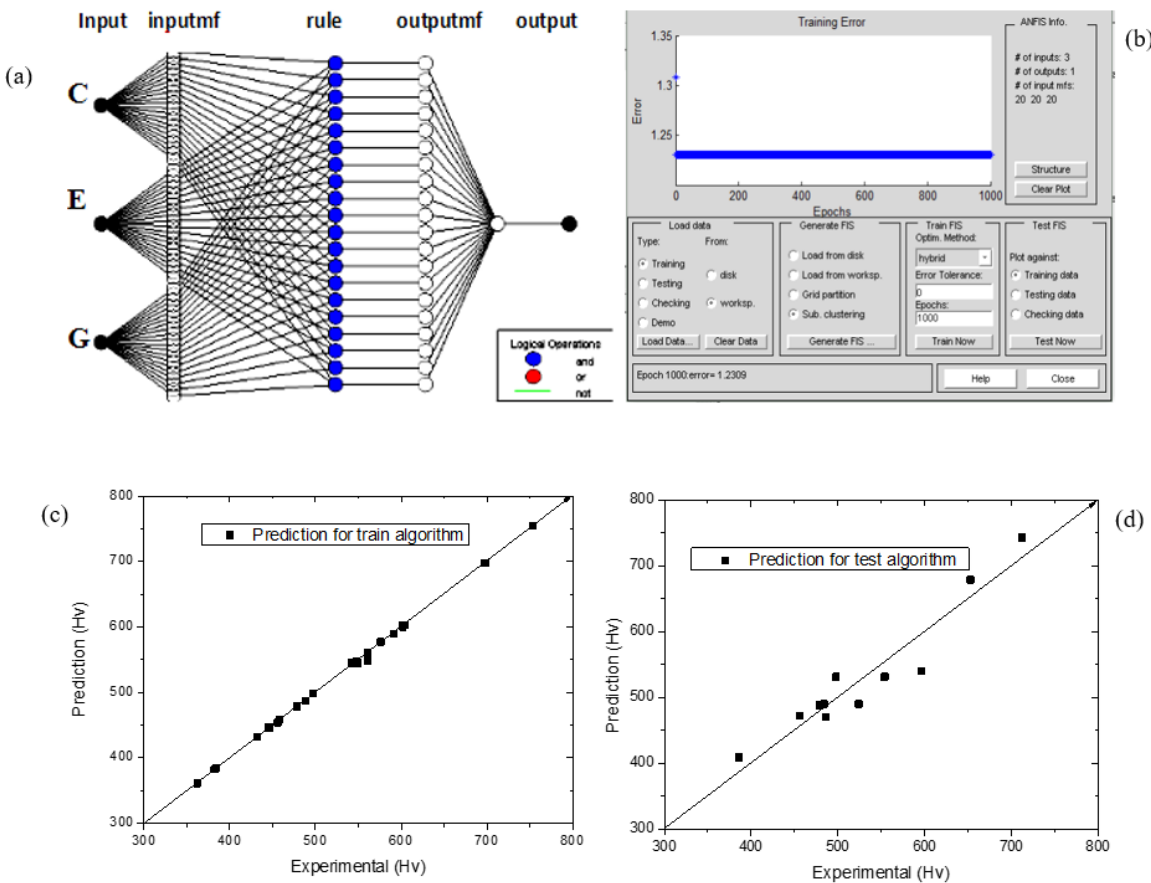 Input inputmf rule outputmf output
(a)
C
E
G
Logical Operations
and
or
not
(b)
Training Error
1.35
1.3
1.25
Error
0 200 400 600 800 1000
Epochs
ANFIS Info.
# of inputs: 3
# of outputs: 1
# of input mfs:
20 20 20
Structure
Clear Plot
Load data
Type: From:
Training
Testing
Checking
Demo
disk
worksp.
Load Data... Clear Data
Generate FIS
Load from disk
Load from worksp.
Grid partition
Sub. clustering
Generate FIS ...
Train FIS
Optim. Method:
hybrid
Error Tolerance:
0
Epochs:
1000
Train Now
Test FIS
Plot against:
Training data
Testing data
Checking data
Test Now
Epoch 1000:error= 1.2309
Help Close
(c)
800
700
600
500
400
300
Prediction (Hv)
Prediction for train algorithm
300 400 500 600 700 800
Experimental (Hv)
(d)
800
700
600
500
400
300
Prediction (Hv)
Prediction for test algorithm
300 400 500 600 700 800
Experimental (Hv)